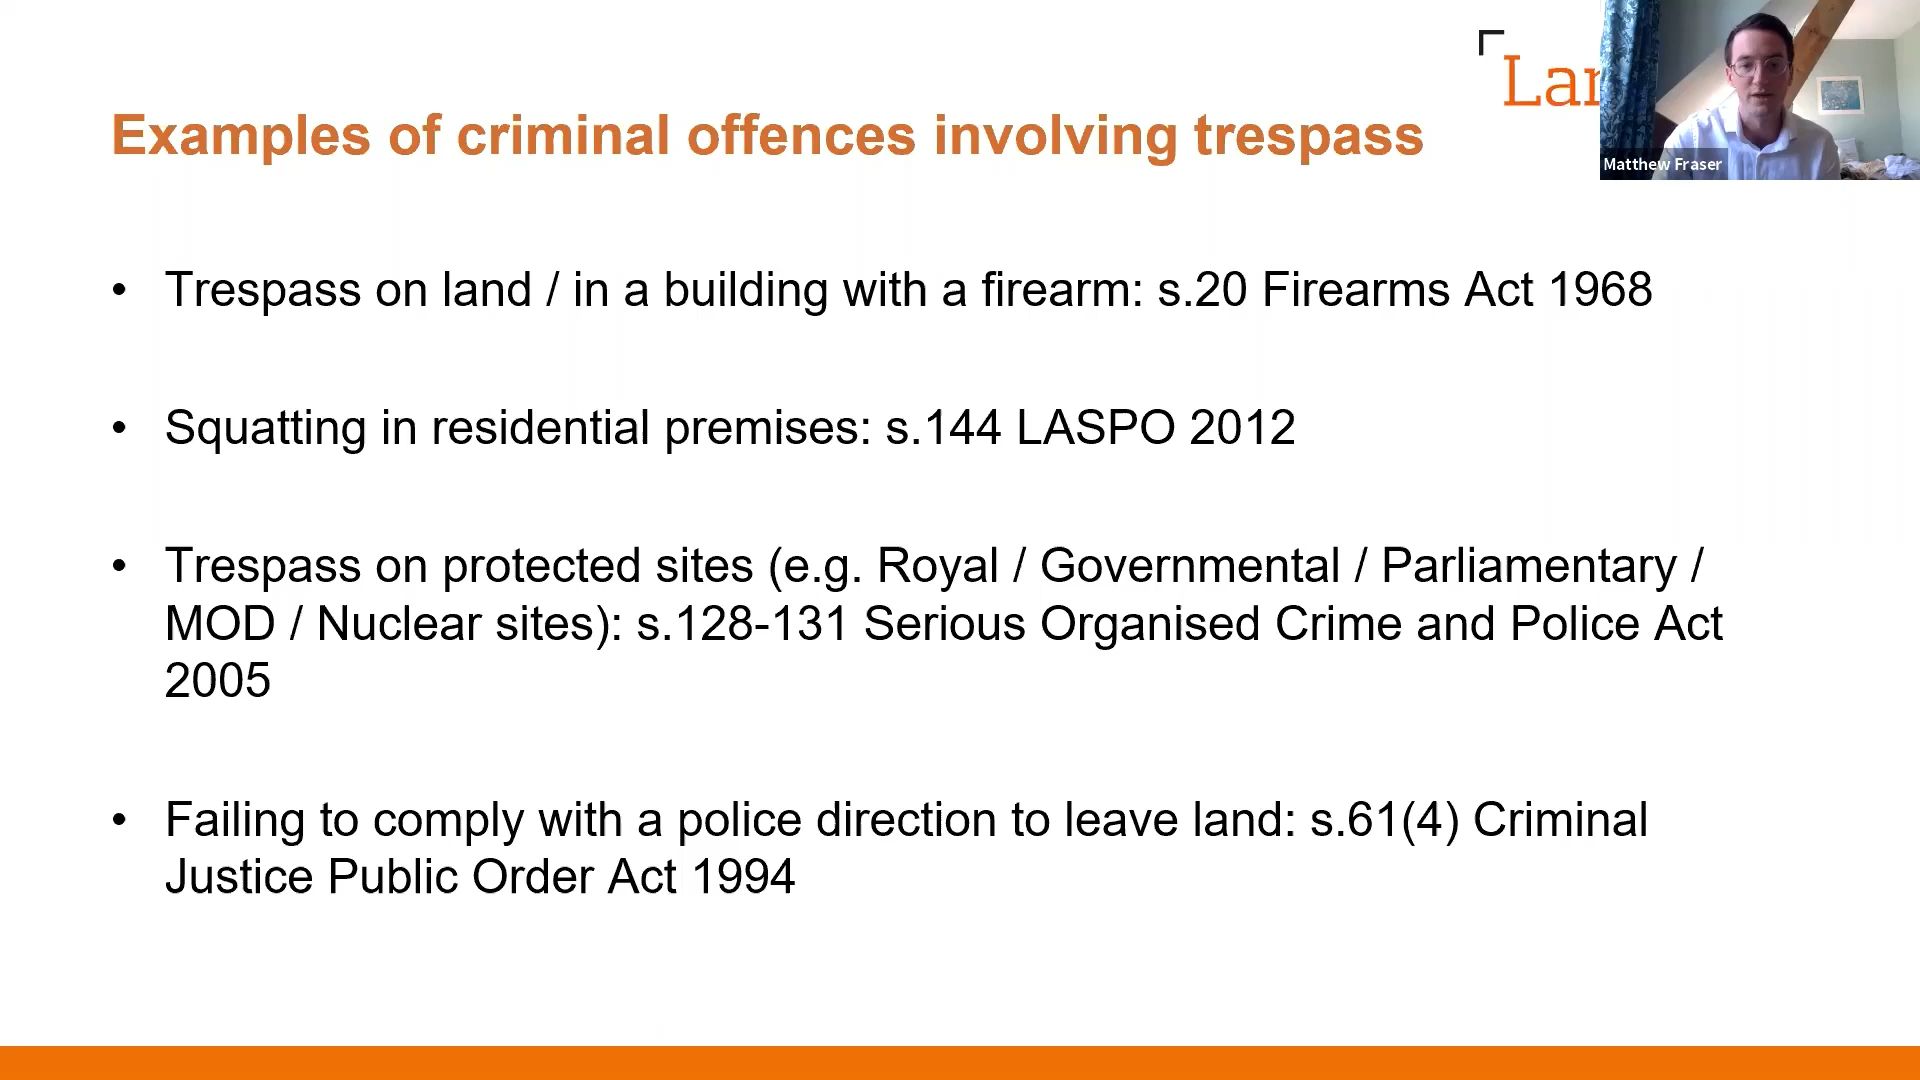 Lan
Matthew Fraser
Examples of criminal offences involving trespass
• Trespass on land / in a building with a firearm: s.20 Firearms Act 1968
• Squatting in residential premises: s.144 LASPO 2012
• Trespass on protected sites (e.g. Royal / Governmental / Parliamentary /
MOD / Nuclear sites): s.128-131 Serious Organised Crime and Police Act
2005
• Failing to comply with a police direction to leave land: s.61(4) Criminal
Justice Public Order Act 1994